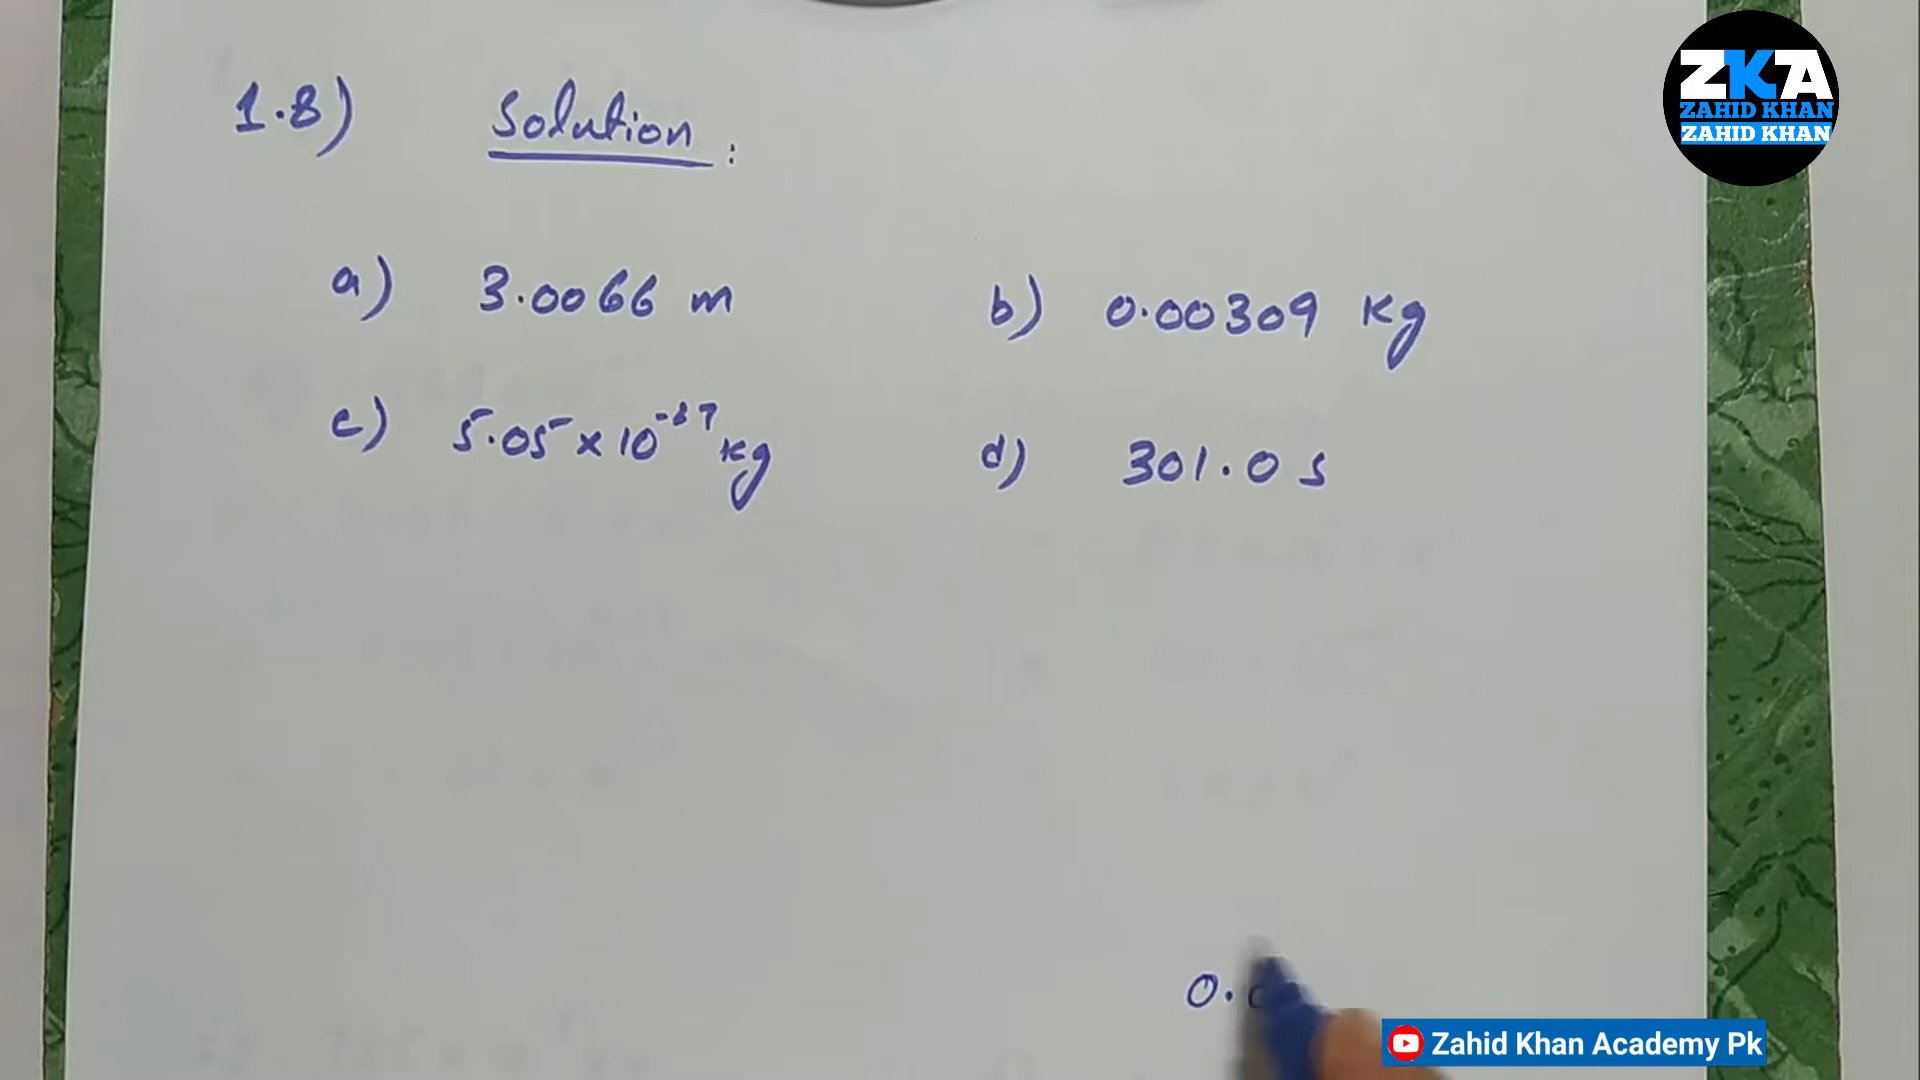 1.8) Solution :
ZKA
ZAHID KHAN
ZAHID KHAN
a) 3.0066 m b) 0.00309 kg
c) 5.05 × 10⁻²⁷ kg d) 301.0 s
0.
Zahid Khan Academy Pk